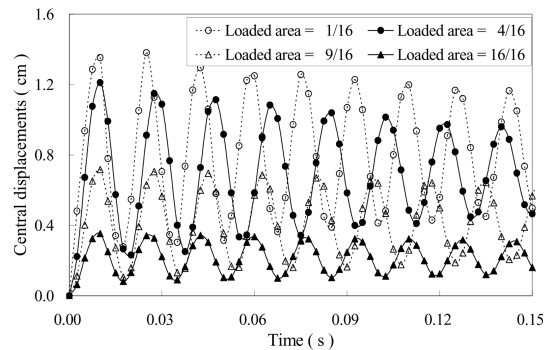 1.6
1.2
0.8
0.4
0.0
Central displacements ( cm )
Loaded area = 1/16
Loaded area = 4/16
Loaded area = 9/16
Loaded area = 16/16
0.00
0.03
0.06
0.09
0.12
0.15
Time ( s )